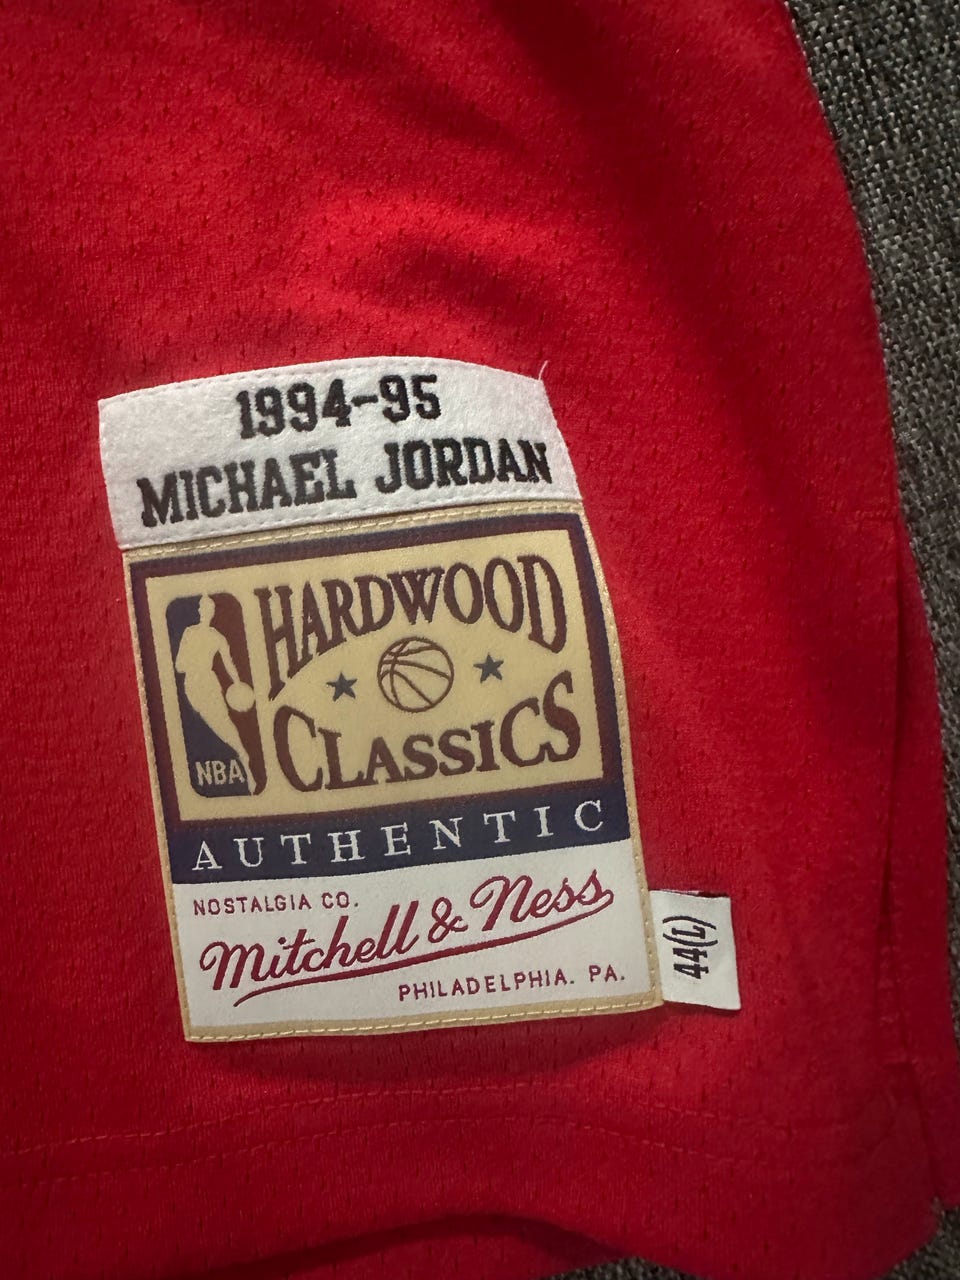 1994-95
MICHAEL JORDAN
HARDWOOD
CLASSICS
NBA
AUTHENTIC
NOSTALGIA CO.
Mitchell & Ness
PHILADELPHIA. PA.
44(L)